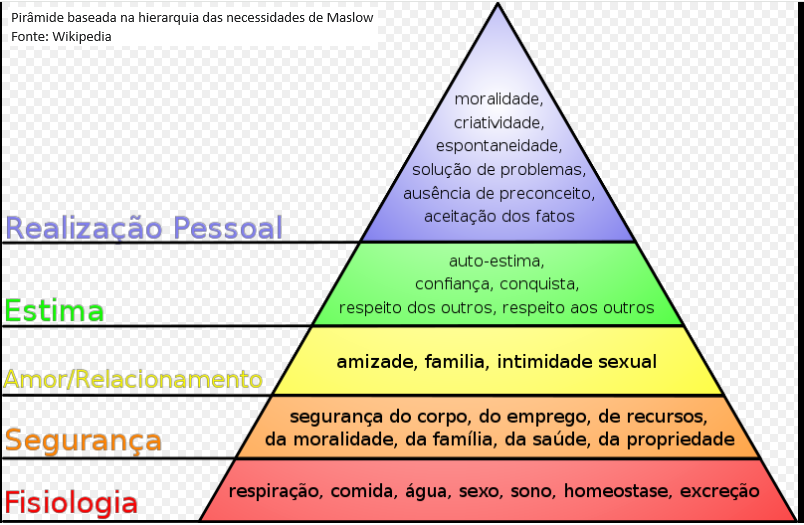 Pirâmide baseada na hierarquia das necessidades de Maslow
Fonte: Wikipedia
moralidade,
criatividade,
espontaneidade,
solução de problemas,
ausência de preconceito,
aceitação dos fatos
Realização Pessoal
auto-estima,
confiança, conquista,
respeito dos outros, respeito aos outros
Estima
amizade, familia, intimidade sexual
Amor/Relacionamento
segurança do corpo, do emprego, de recursos,
da moralidade, da família, da saúde, da propriedade
Segurança
respiração, comida, água, sexo, sono, homeostase, excreção
Fisiologia